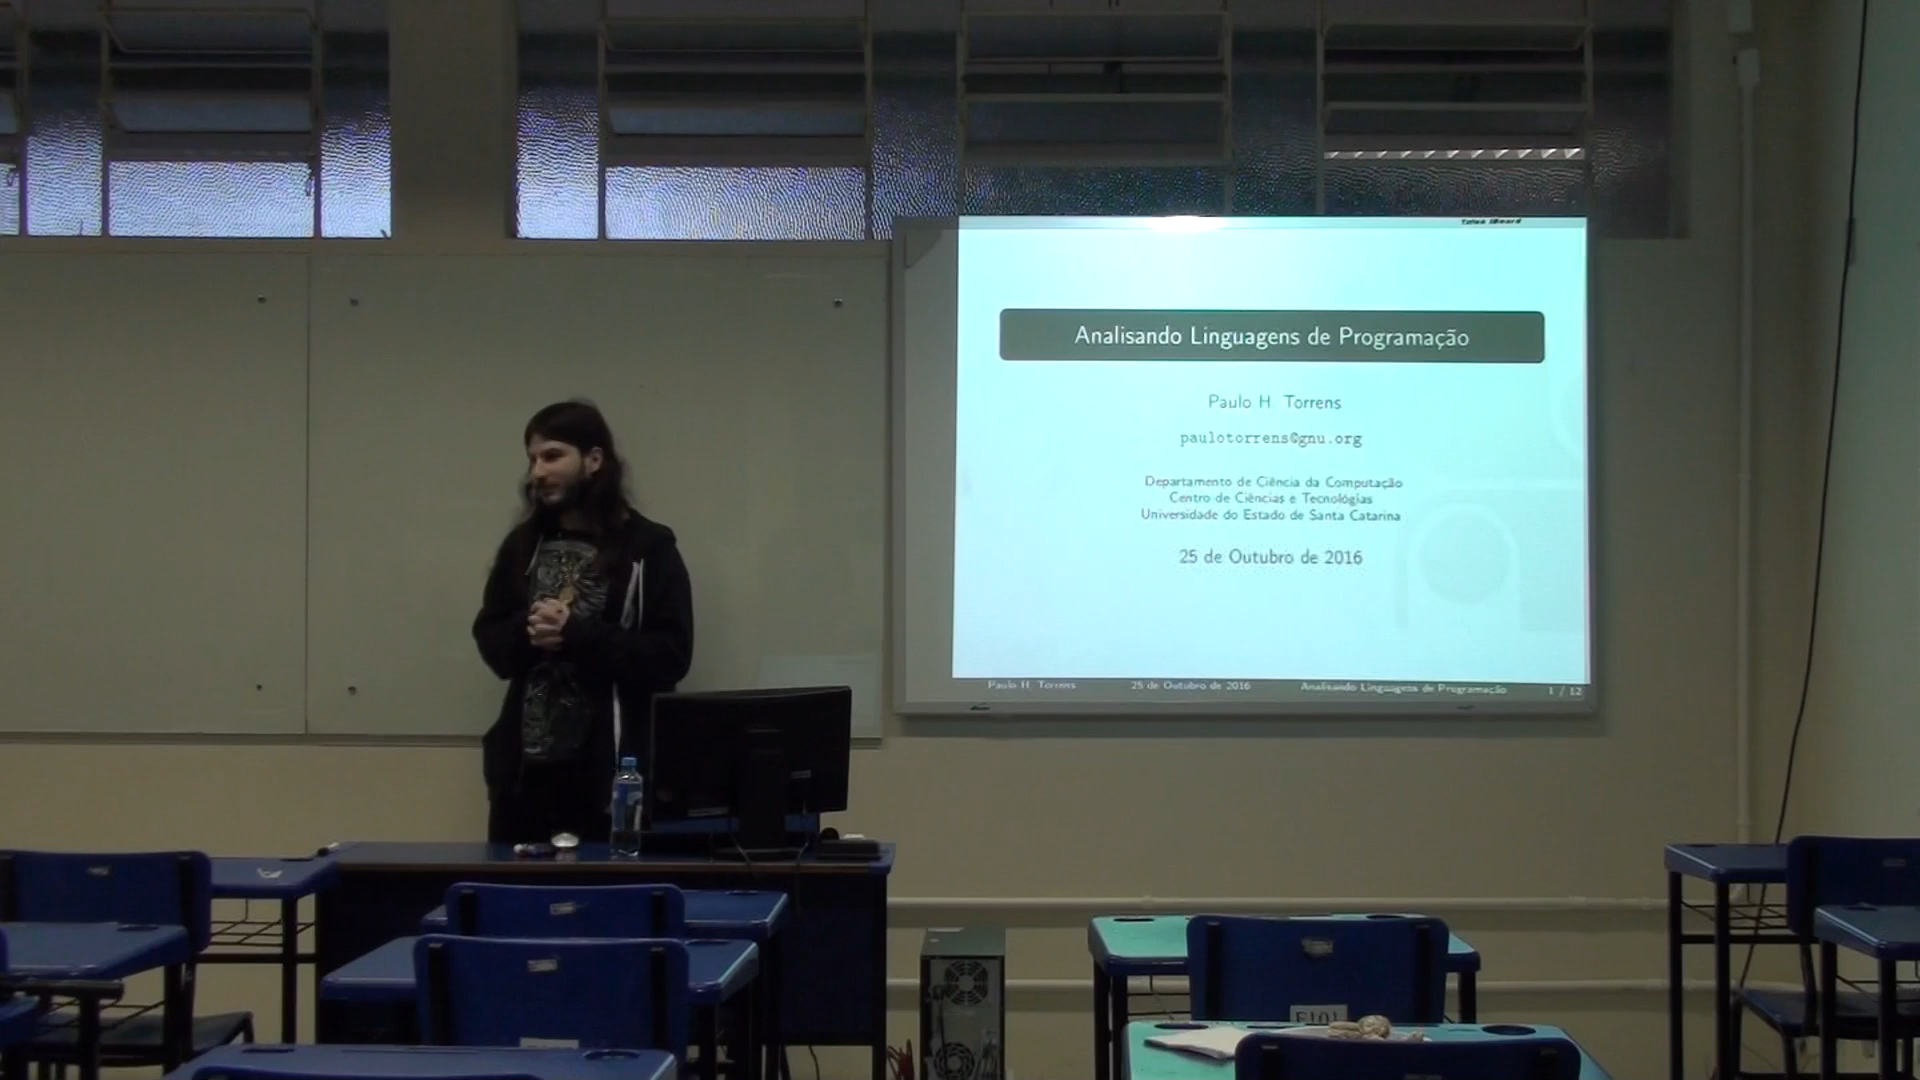 Analisando Linguagens de Programação
Paulo H. Torrens
paulotorrens@gnu.org
Departamento de Ciência da Computação
Centro de Ciências e Tecnologias
Universidade do Estado de Santa Catarina
25 de Outubro de 2016
Paulo H. Torrens 25 de Outubro de 2016 Analisando Linguagens de Programação 1 / 12